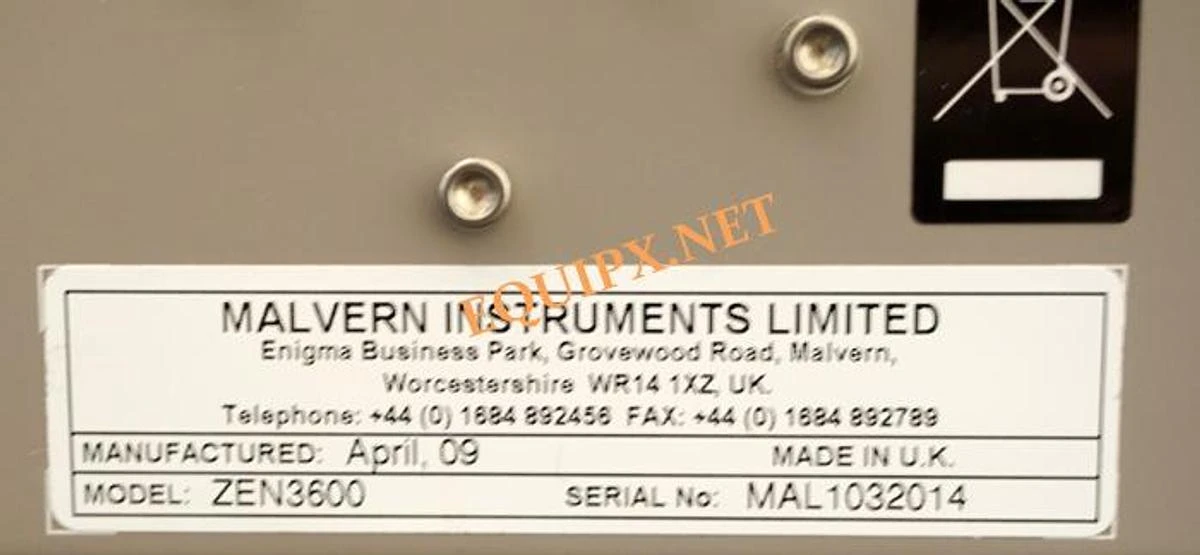 EQUIPX.NET
MALVERN INSTRUMENTS LIMITED
Enigma Business Park, Grovewood Road, Malvern,
Worcestershire WR14 1XZ, UK.
Telephone: +44 (0) 1684 892456 FAX: +44 (0) 1684 892789
MANUFACTURED: April, 09 MADE IN U.K.
MODEL: ZEN3600 SERIAL No: MAL1032014